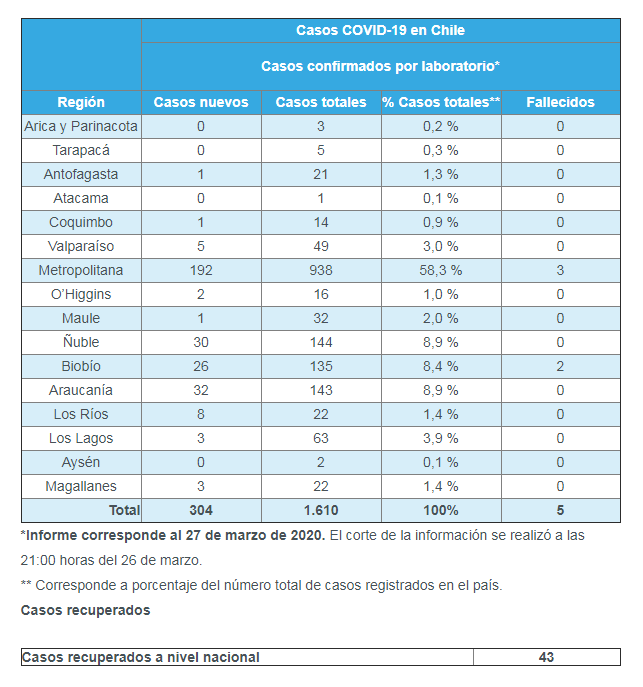 Casos COVID-19 en Chile
Casos confirmados por laboratorio*
Región Casos nuevos Casos totales % Casos totales** Fallecidos
Arica y Parinacota 0 3 0,2 % 0
Tarapacá 0 5 0,3 % 0
Antofagasta 1 21 1,3 % 0
Atacama 0 1 0,1 % 0
Coquimbo 1 14 0,9 % 0
Valparaíso 5 49 3,0 % 0
Metropolitana 192 938 58,3 % 3
O’Higgins 2 16 1,0 % 0
Maule 1 32 2,0 % 0
Ñuble 30 144 8,9 % 0
Biobío 26 135 8,4 % 2
Araucanía 32 143 8,9 % 0
Los Ríos 8 22 1,4 % 0
Los Lagos 3 63 3,9 % 0
Aysén 0 2 0,1 % 0
Magallanes 3 22 1,4 % 0
Total 304 1.610 100% 5
*Informe corresponde al 27 de marzo de 2020. El corte de la información se realizó a las
21:00 horas del 26 de marzo.
** Corresponde a porcentaje del número total de casos registrados en el país.
Casos recuperados
Casos recuperados a nivel nacional 43